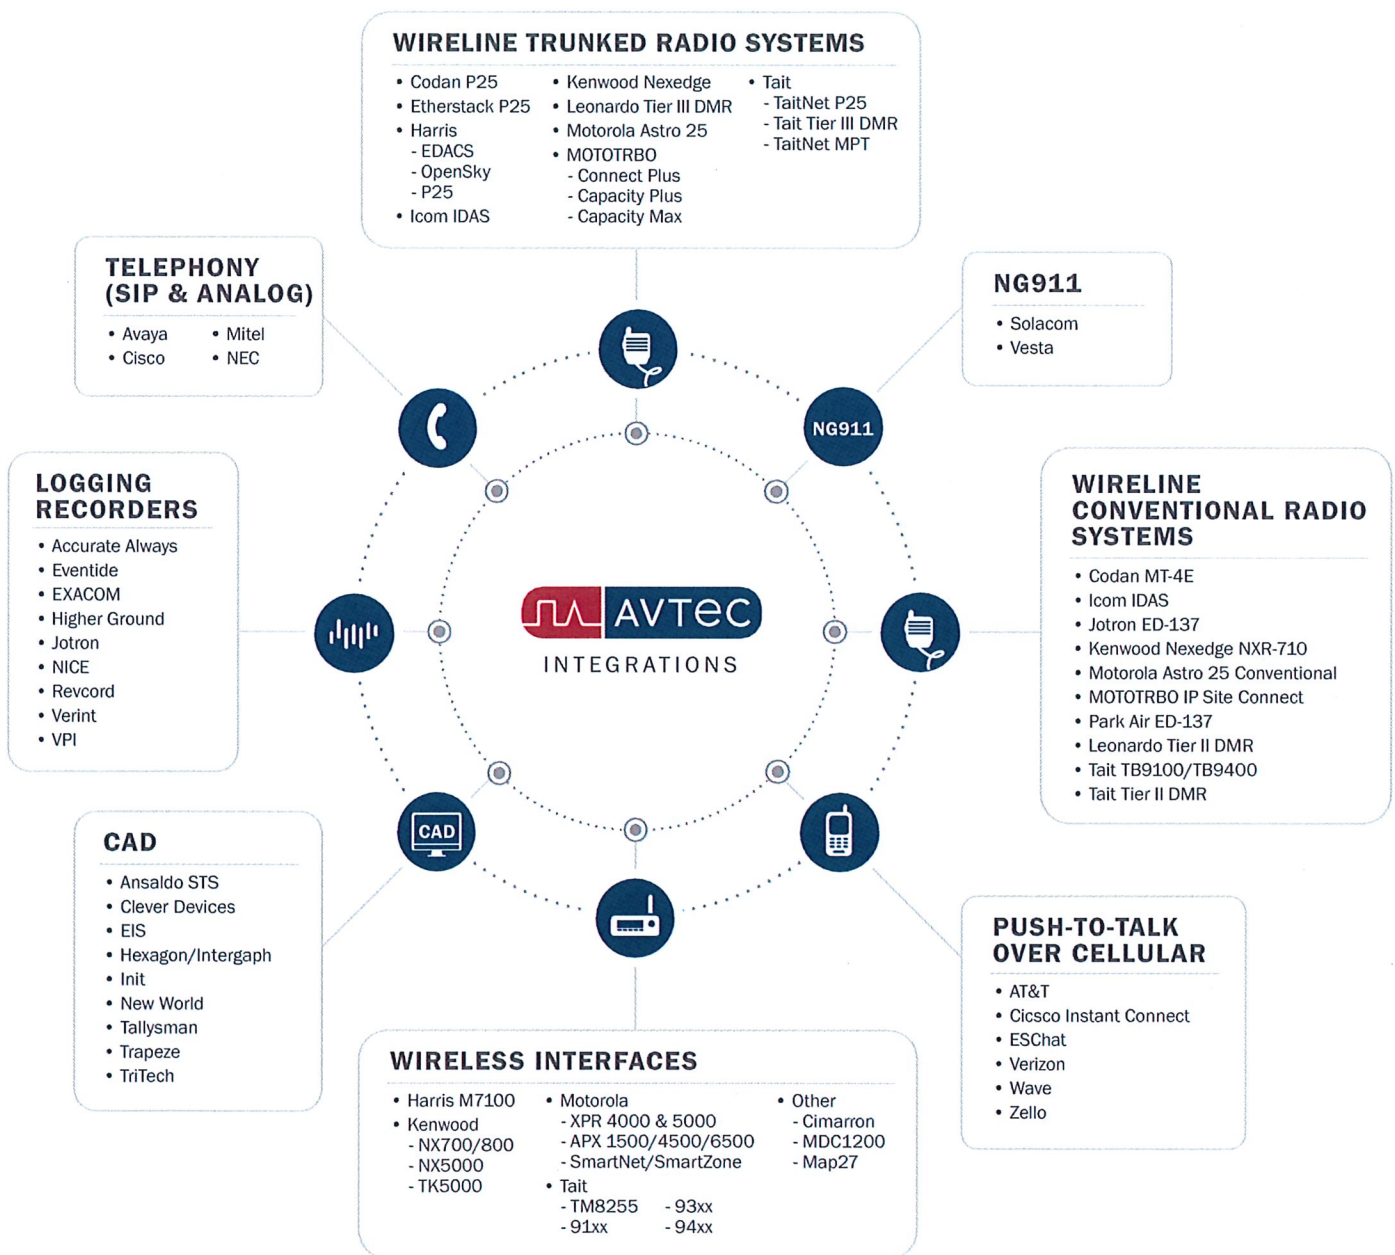 WIRELINE TRUNKED RADIO SYSTEMS
• Codan P25
• Etherstack P25
• Harris
- EDACS
- OpenSky
- P25
• Icom IDAS
• Kenwood Nexedge
• Leonardo Tier III DMR
• Motorola Astro 25
• MOTOTRBO
- Connect Plus
- Capacity Plus
- Capacity Max
• Tait
- TaitNet P25
- Tait Tier III DMR
- TaitNet MPT
TELEPHONY
(SIP & ANALOG)
• Avaya
• Cisco
• Mitel
• NEC
NG911
• Solacom
• Vesta
NG911
LOGGING
RECORDERS
• Accurate Always
• Eventide
• EXACOM
• Higher Ground
• Jotron
• NICE
• Revcord
• Verint
• VPI
AVTEC
INTEGRATIONS
WIRELINE
CONVENTIONAL RADIO
SYSTEMS
• Codan MT-4E
• Icom IDAS
• Jotron ED-137
• Kenwood Nexedge NXR-710
• Motorola Astro 25 Conventional
• MOTOTRBO IP Site Connect
• Park Air ED-137
• Leonardo Tier II DMR
• Tait TB9100/TB9400
• Tait Tier II DMR
CAD
CAD
• Ansaldo STS
• Clever Devices
• EIS
• Hexagon/Intergaph
• Init
• New World
• Tallysman
• Trapeze
• TriTech
PUSH-TO-TALK
OVER CELLULAR
• AT&T
• Cicsco Instant Connect
• ESChat
• Verizon
• Wave
• Zello
WIRELESS INTERFACES
• Harris M7100
• Kenwood
- NX700/800
- NX5000
- TK5000
• Motorola
- XPR 4000 & 5000
- APX 1500/4500/6500
- SmartNet/SmartZone
• Tait
- TM8255 - 93xx
- 91xx - 94xx
• Other
- Cimarron
- MDC1200
- Map27